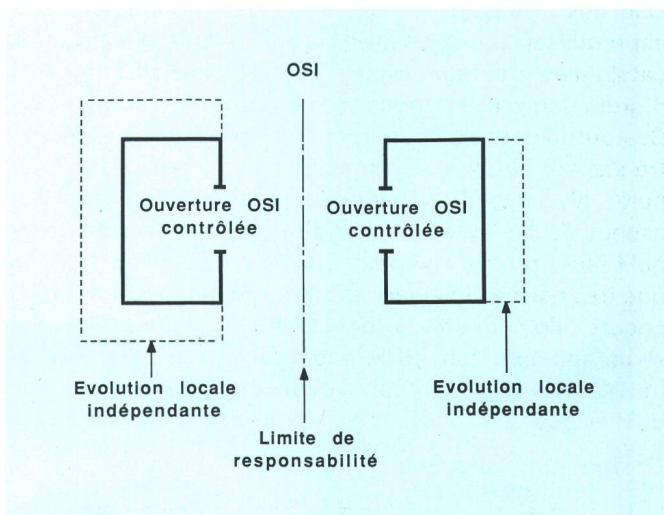 OSI
Ouverture OSI
contrôlée
Ouverture OSI
contrôlée
Evolution locale
indépendante
Evolution locale
indépendante
Limite de
responsabilité